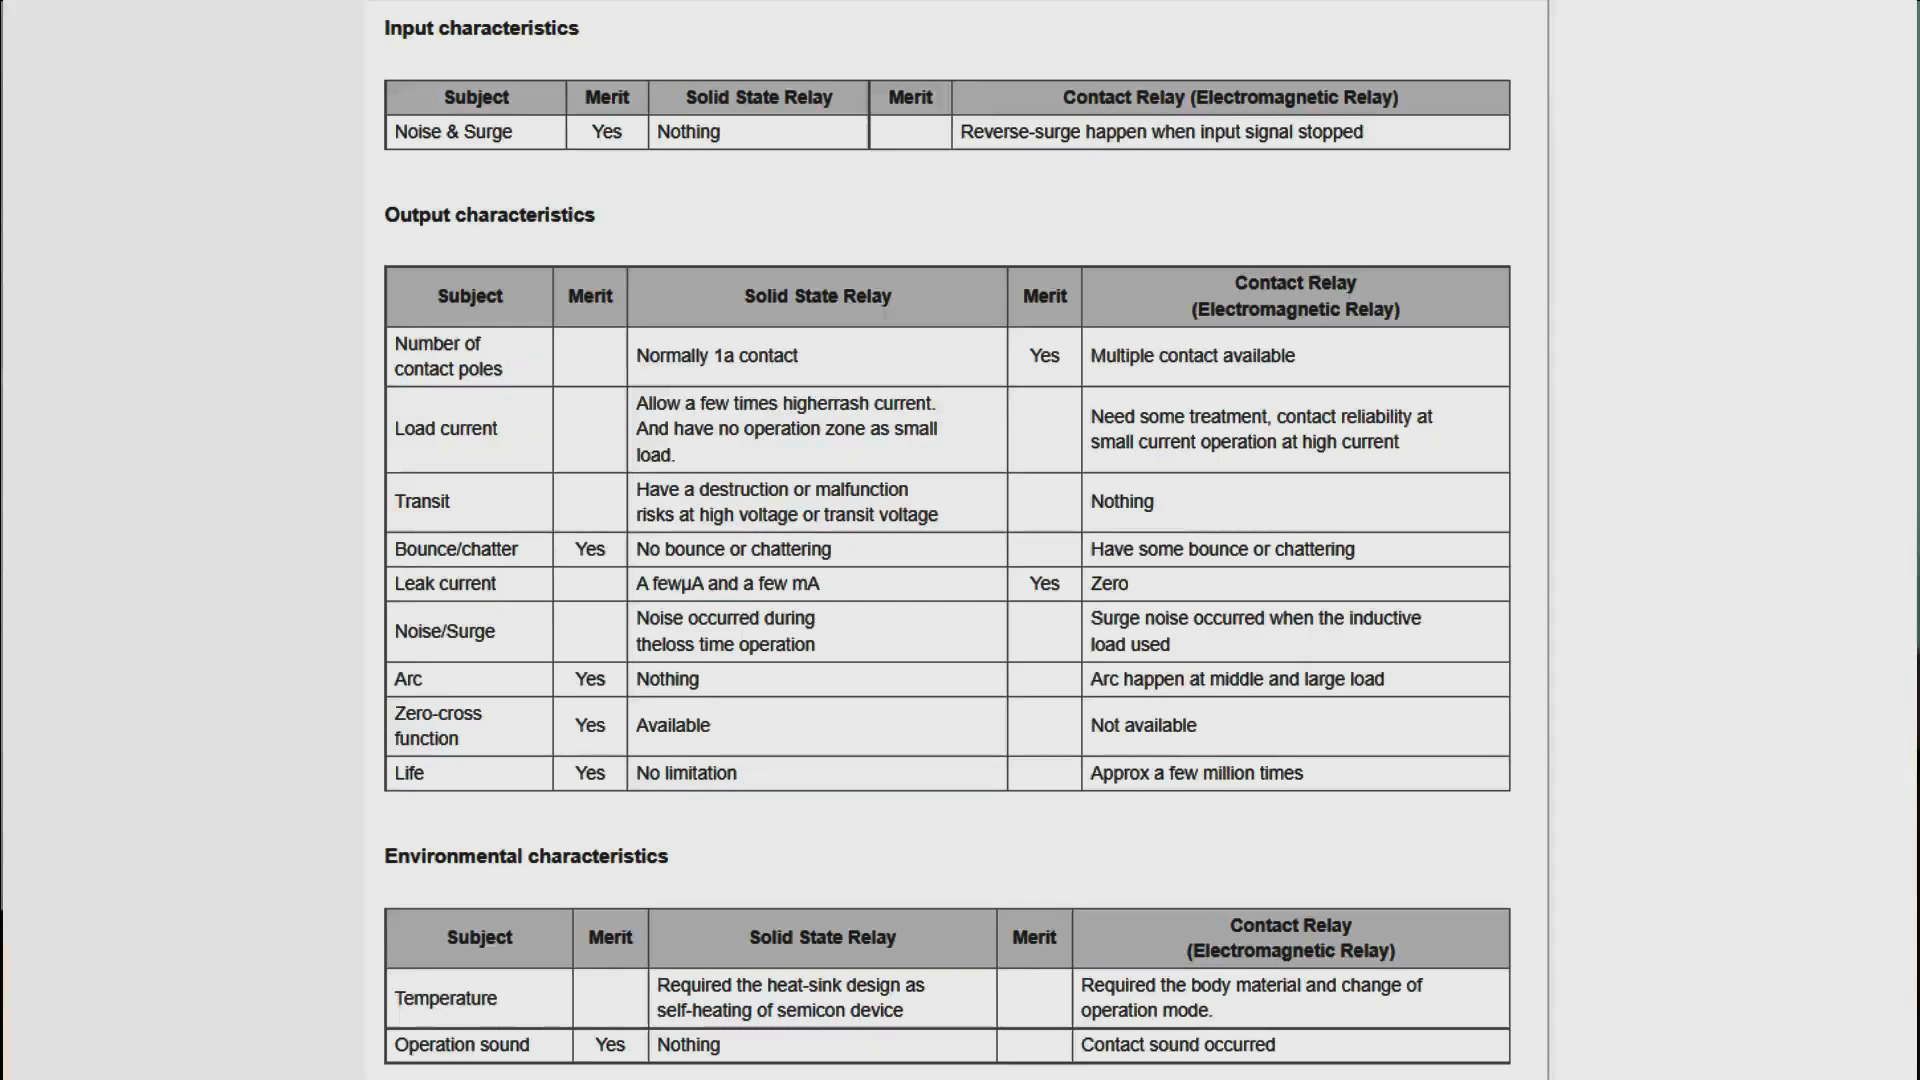 Input characteristics
Subject Merit Solid State Relay Merit Contact Relay (Electromagnetic Relay)
Noise & Surge Yes Nothing Reverse-surge happen when input signal stopped
Output characteristics
Subject Merit Solid State Relay Merit Contact Relay
(Electromagnetic Relay)
Number of
contact poles
Normally 1a contact
Yes
Multiple contact available
Load current
Allow a few times higherrash current.
And have no operation zone as small
load.
Need some treatment, contact reliability at
small current operation at high current
Transit
Have a destruction or malfunction
risks at high voltage or transit voltage
Nothing
Bounce/chatter Yes No bounce or chattering Have some bounce or chattering
Leak current A fewµA and a few mA Yes Zero
Noise/Surge
Noise occurred during
theloss time operation
Surge noise occurred when the inductive
load used
Arc Yes Nothing Arc happen at middle and large load
Zero-cross
function
Yes
Available
Not available
Life Yes No limitation Approx a few million times
Environmental characteristics
Subject Merit Solid State Relay Merit Contact Relay
(Electromagnetic Relay)
Temperature
Required the heat-sink design as
self-heating of semicon device
Required the body material and change of
operation mode.
Operation sound Yes Nothing Contact sound occurred